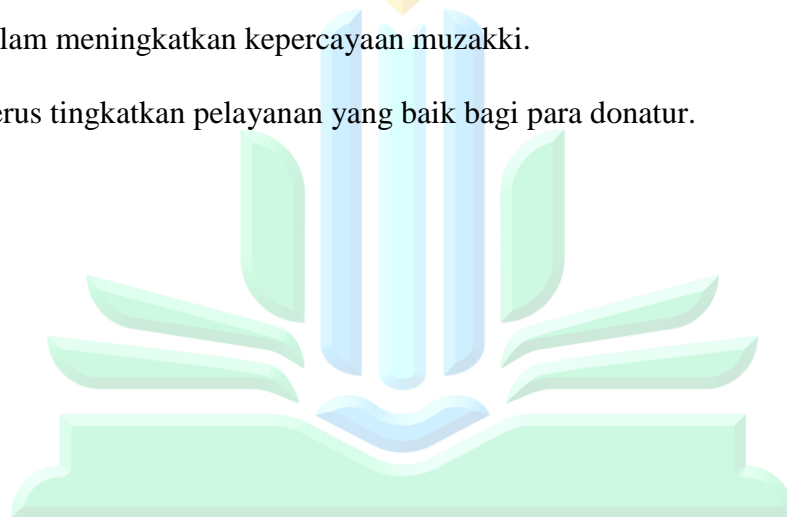 lam meningkatkan kepercayaan muzakki.
erus tingkatkan pelayanan yang baik bagi para donatur.